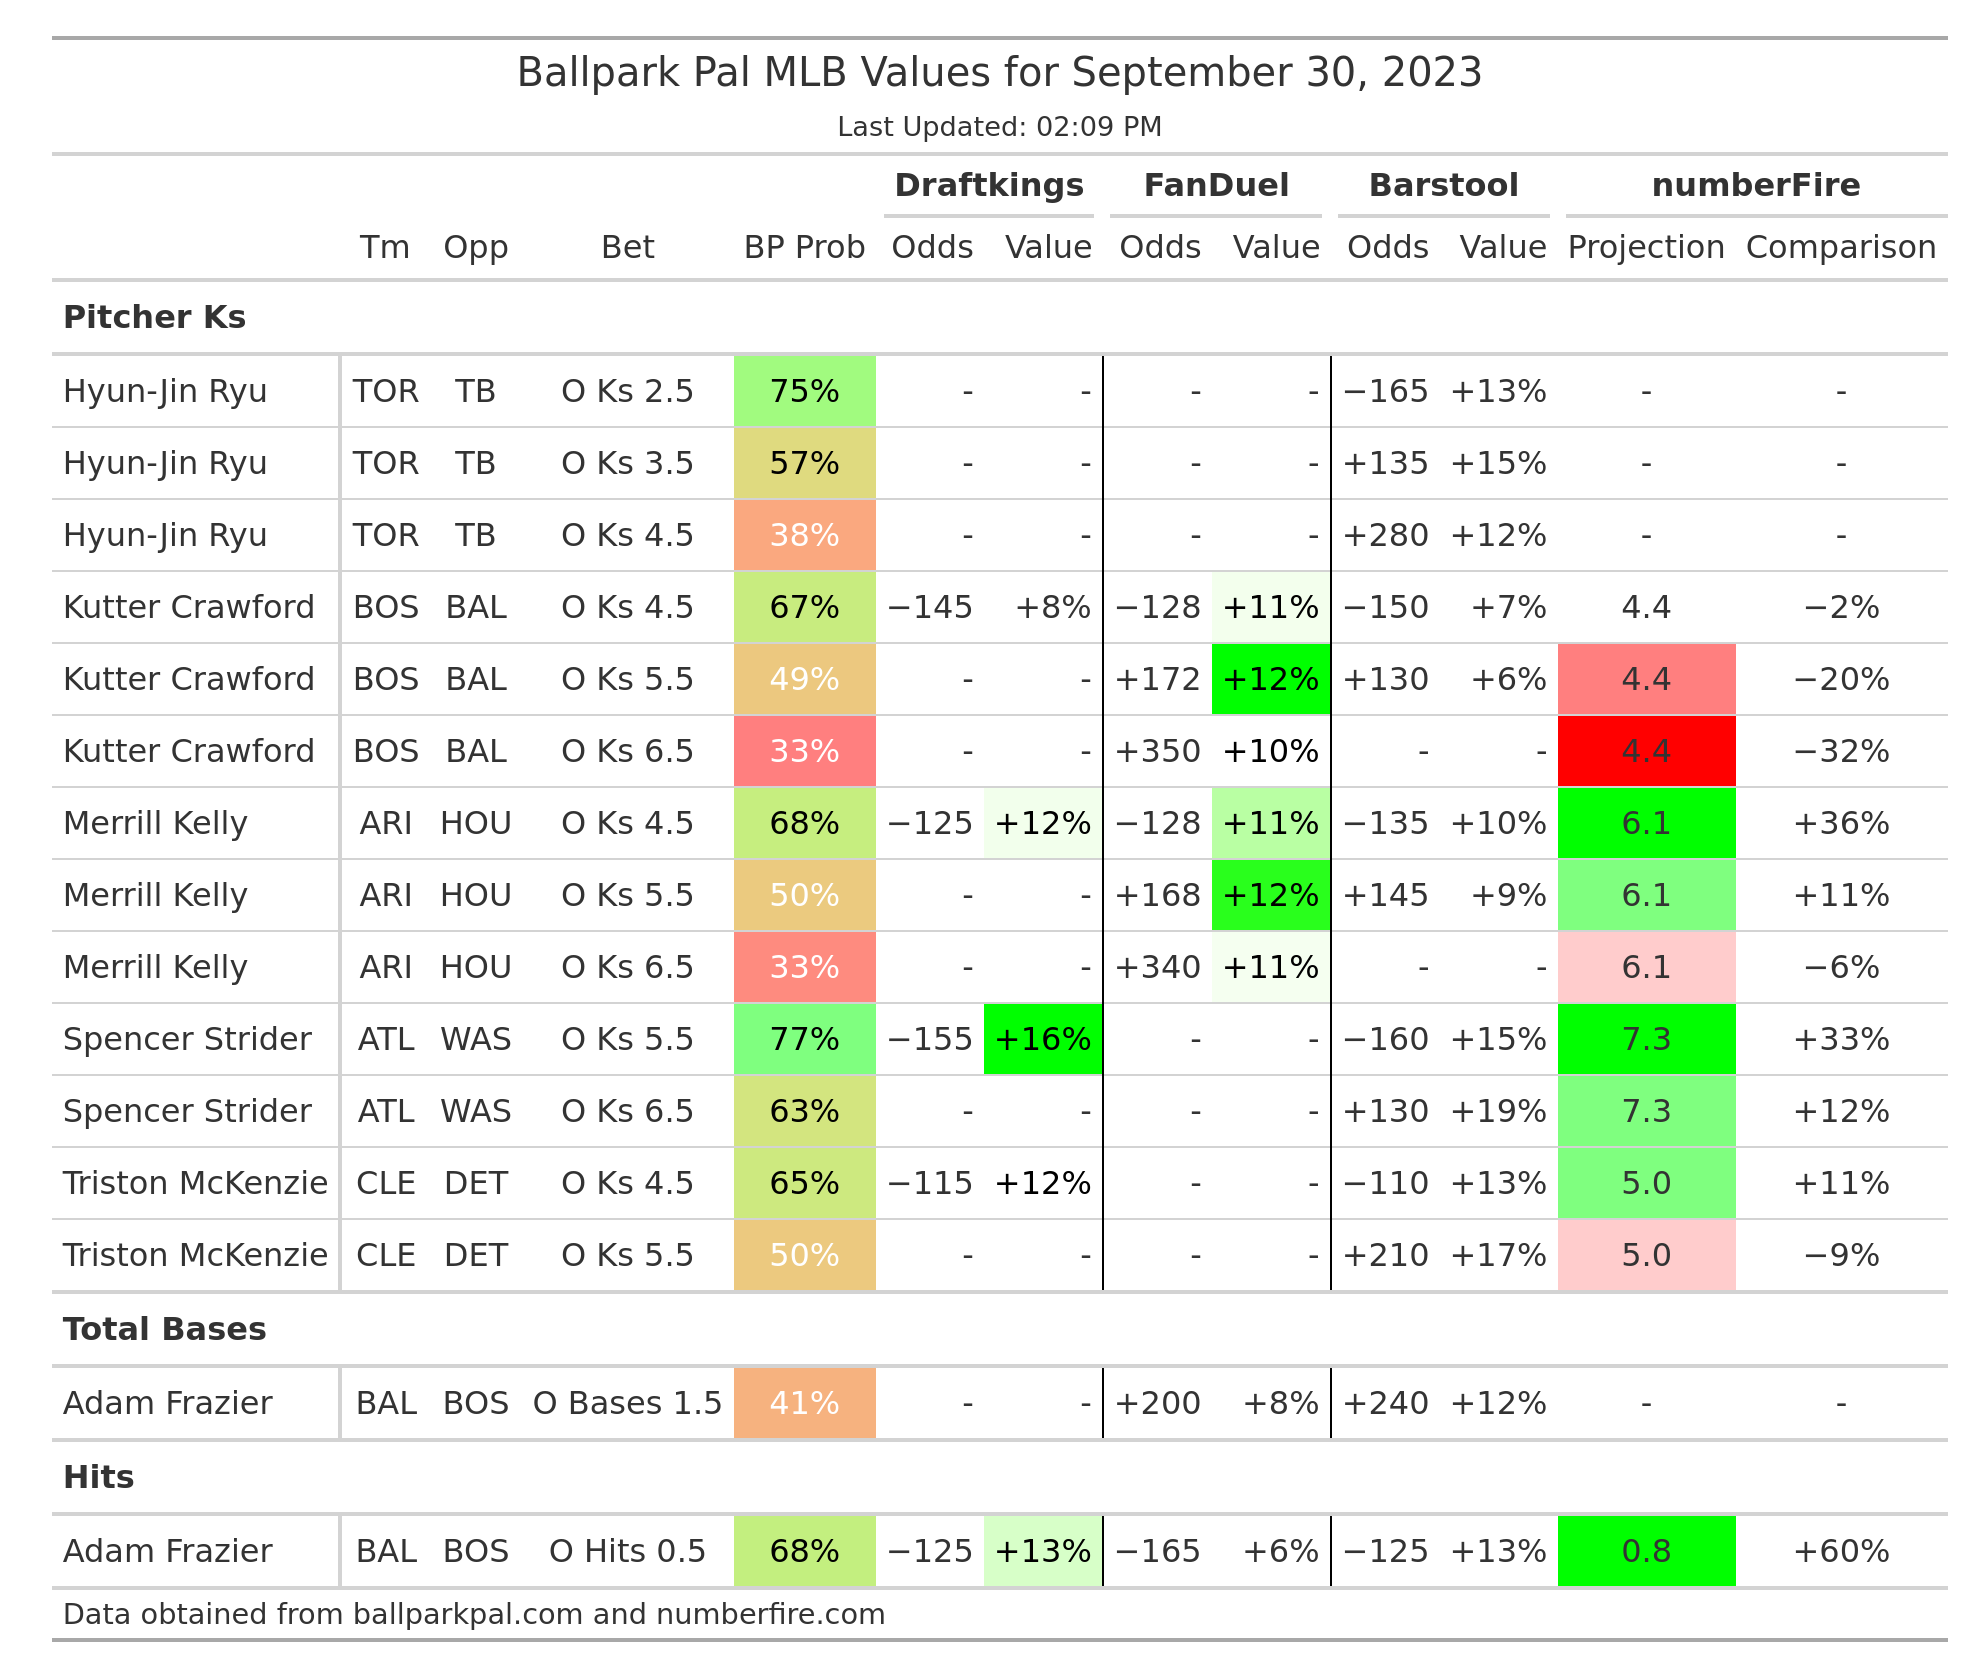 Ballpark Pal MLB Values for September 30, 2023
Last Updated: 02:09 PM
Draftkings FanDuel Barstool numberFire
Tm Opp Bet BP Prob Odds Value Odds Value Odds Value Projection Comparison
Pitcher Ks
Hyun-Jin Ryu TOR TB O Ks 2.5 75% - - - - −165 +13% - -
Hyun-Jin Ryu TOR TB O Ks 3.5 57% - - - - +135 +15% - -
Hyun-Jin Ryu TOR TB O Ks 4.5 38% - - - - +280 +12% - -
Kutter Crawford BOS BAL O Ks 4.5 67% −145 +8% −128 +11% −150 +7% 4.4 −2%
Kutter Crawford BOS BAL O Ks 5.5 49% - - +172 +12% +130 +6% 4.4 −20%
Kutter Crawford BOS BAL O Ks 6.5 33% - - +350 +10% - - 4.4 −32%
Merrill Kelly ARI HOU O Ks 4.5 68% −125 +12% −128 +11% −135 +10% 6.1 +36%
Merrill Kelly ARI HOU O Ks 5.5 50% - - +168 +12% +145 +9% 6.1 +11%
Merrill Kelly ARI HOU O Ks 6.5 33% - - +340 +11% - - 6.1 −6%
Spencer Strider ATL WAS O Ks 5.5 77% −155 +16% - - −160 +15% 7.3 +33%
Spencer Strider ATL WAS O Ks 6.5 63% - - - - +130 +19% 7.3 +12%
Triston McKenzie CLE DET O Ks 4.5 65% −115 +12% - - −110 +13% 5.0 +11%
Triston McKenzie CLE DET O Ks 5.5 50% - - - - +210 +17% 5.0 −9%
Total Bases
Adam Frazier BAL BOS O Bases 1.5 41% - - +200 +8% +240 +12% - -
Hits
Adam Frazier BAL BOS O Hits 0.5 68% −125 +13% −165 +6% −125 +13% 0.8 +60%
Data obtained from ballparkpal.com and numberfire.com